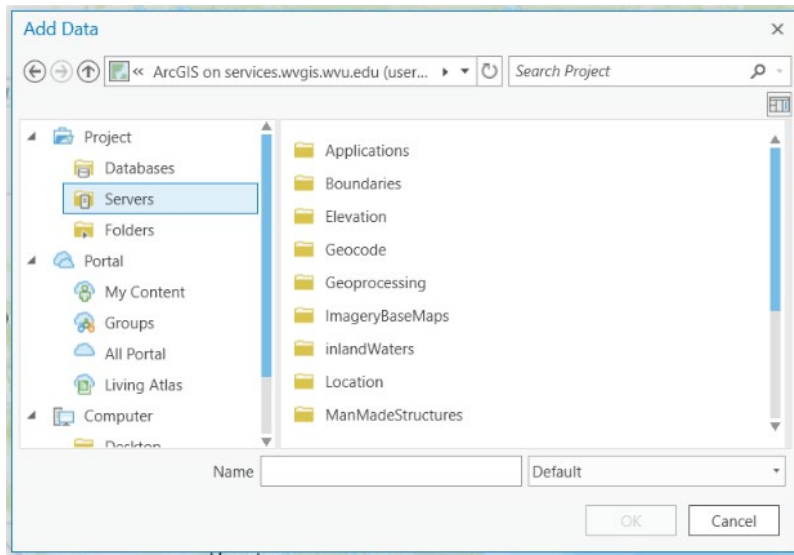 Add Data
« ArcGIS on services.wvgis.wvu.edu (user...
Search Project
Project
Databases
Servers
Folders
Portal
My Content
Groups
All Portal
Living Atlas
Computer
Desktop
Applications
Boundaries
Elevation
Geocode
Geoprocessing
ImageryBaseMaps
inlandWaters
Location
ManMadeStructures
Name
Default
OK
Cancel